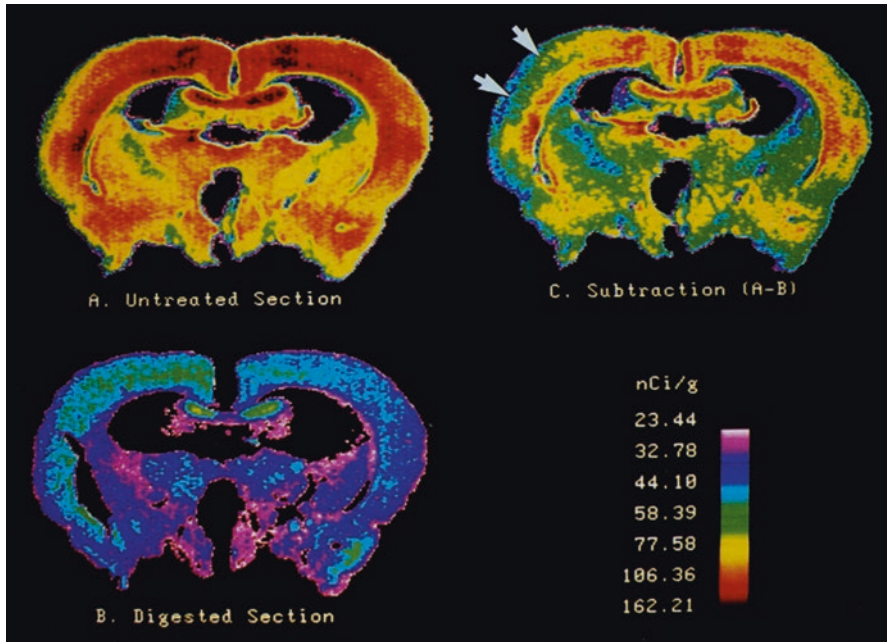 A. Untreated Section
C. Subtraction (A-B)
B. Digested Section
nCi/g
23.44
32.78
44.10
58.39
77.58
106.36
162.21